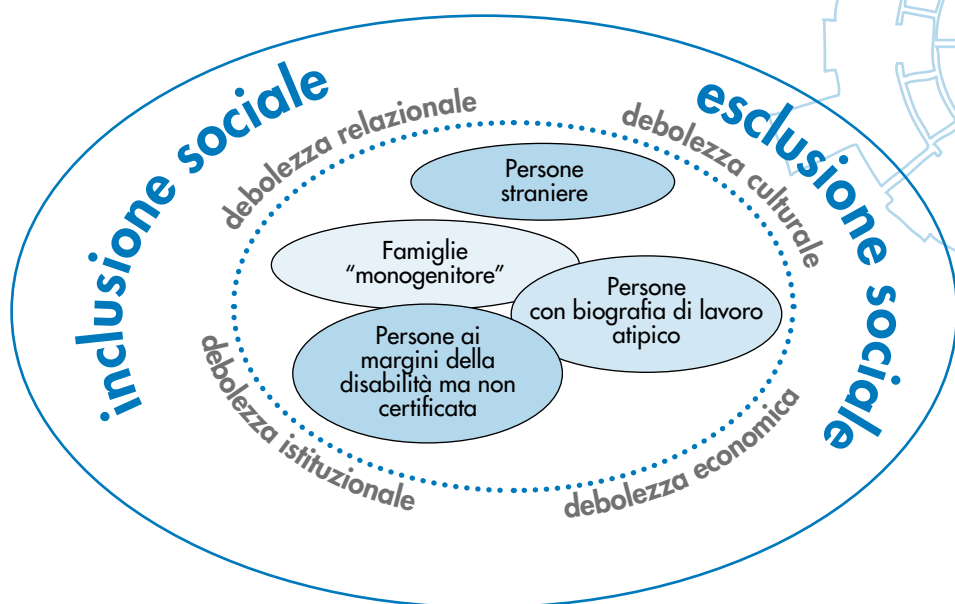 inclusione sociale
esclusione sociale
debolezza relazionale
debolezza culturale
Persone
straniere
Famiglie
“monogenitore”
Persone
con biografia di lavoro
atipico
Persone ai
margini della
disabilità ma non
certificata
debolezza istituzionale
debolezza economica